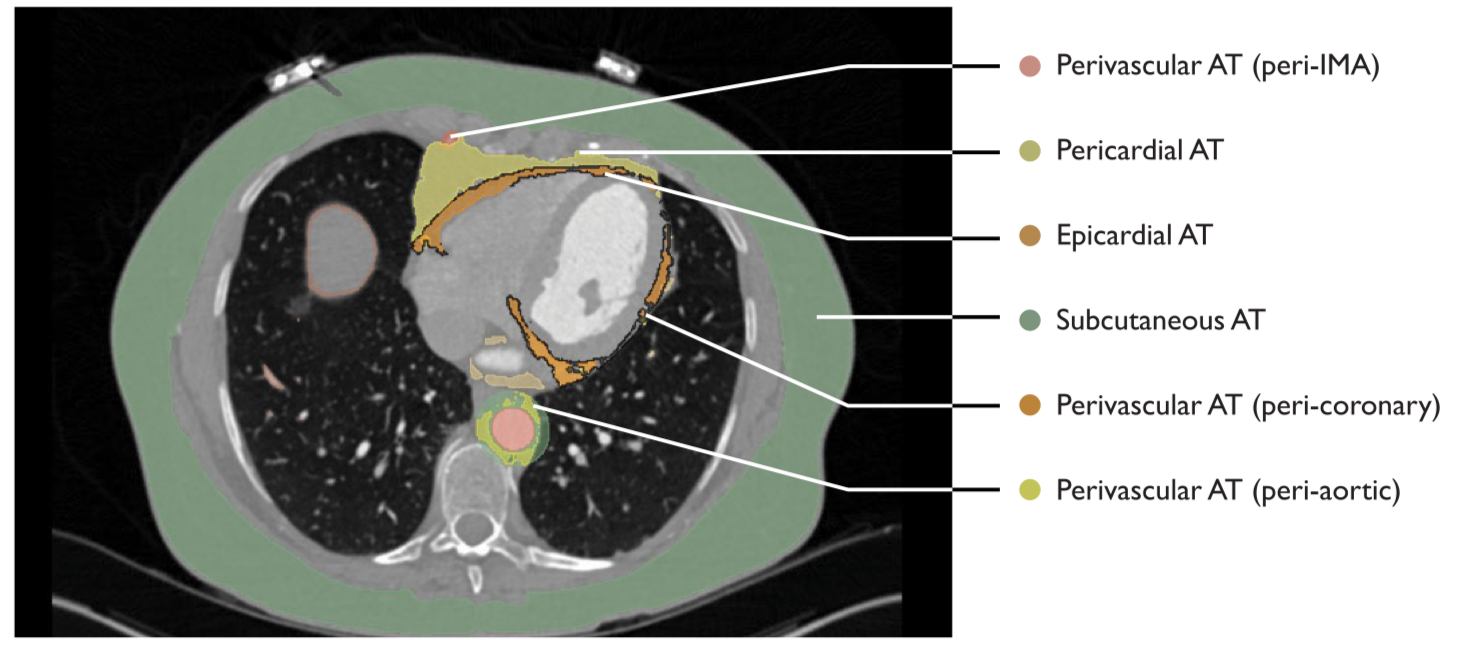 Perivascular AT (peri-IMA)
Pericardial AT
Epicardial AT
Subcutaneous AT
Perivascular AT (peri-coronary)
Perivascular AT (peri-aortic)